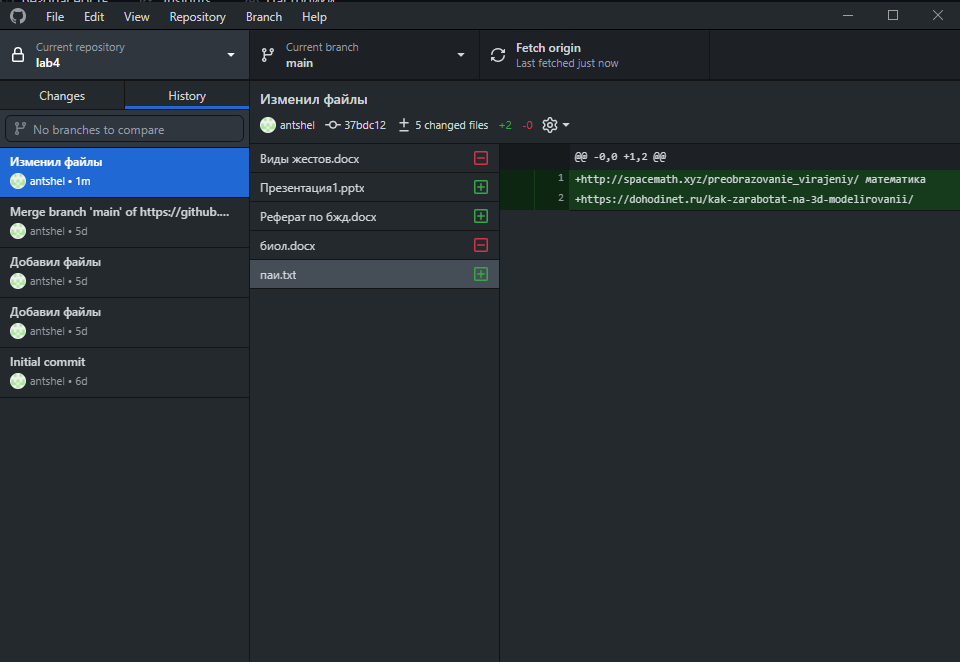 File Edit View Repository Branch Help
Current repository
lab4
Current branch
main
Fetch origin
Last fetched just now
Changes
History
No branches to compare
Изменил файлы
antshel • 1m
Merge branch 'main' of https://github....
antshel • 5d
Добавил файлы
antshel • 5d
Добавил файлы
antshel • 5d
Initial commit
antshel • 6d
Изменил файлы
antshel 37bdc12 5 changed files +2 -0
Виды жестов.docx
Презентация1.pptx
Реферат по бжд.docx
биол.docx
паи.txt
@@ -0,0 +1,2 @@
1 +http://spacemath.xyz/preobrazovanie_virajeniy/ математика
2 +https://dohodinet.ru/kak-zarabotat-na-3d-modelirovanii/